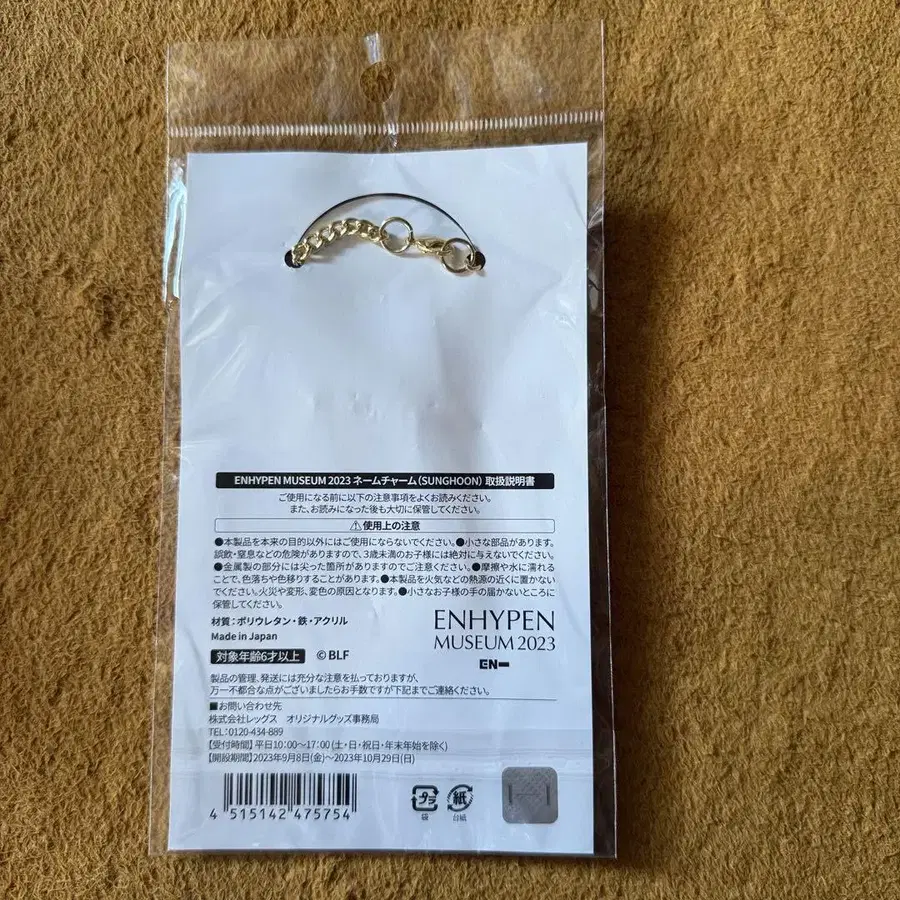 ENHYPEN MUSEUM 2023 ネームチャーム（SUNGHOON）取扱説明書
ご使用になる前に以下の注意事項をよくお読みください。
また、お読みになった後も大切に保管してください。
⚠使用上の注意
●本製品を本来の目的以外にはご使用にならないでください。●小さな部品があります。
誤飲・窒息などの危険がありますので、3歳未満のお子様には絶対に与えないでください。
●金属製の部分には尖った箇所がありますのでご注意ください。●摩擦や水に濡れる
ことで、色落ちや色移りすることがあります。●本製品を火気などの熱源の近くに置かない
でください。火災や変形、変色の原因となります。●小さなお子様の手の届かないところに
保管してください。
材質：ポリウレタン・鉄・アクリル
Made in Japan
対象年齢6才以上 ©BLF
ENHYPEN
MUSEUM 2023
EN-
製品の管理、発送には充分な注意を払っておりますが、
万一不都合な点がございましたらお手数ですが下記までご連絡ください。
■お問い合わせ先
株式会社レッグス オリジナルグッズ事務局
TEL：0120-434-889
【受付時間】平日10：00～17：00（土・日・祝日・年末年始を除く）
【開設期間】2023年9月8日(金)～2023年10月29日(日)
4 515142 475754
プラ
袋
紙
台紙